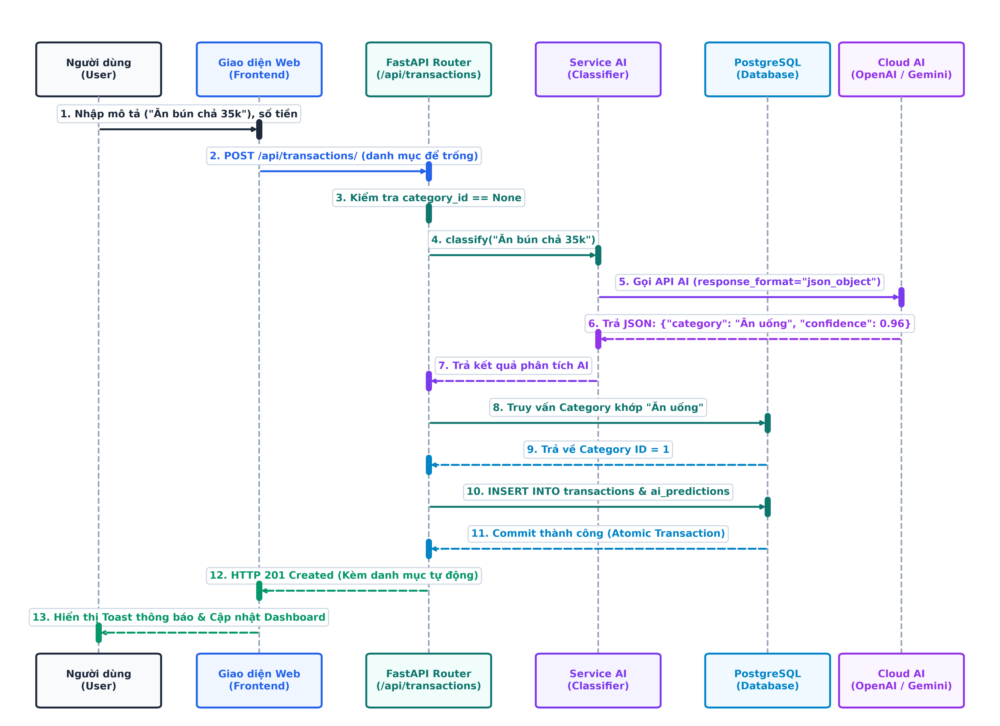 Người dùng
(User)
Giao diện Web
(Frontend)
FastAPI Router
(/api/transactions)
Service AI
(Classifier)
PostgreSQL
(Database)
Cloud AI
(OpenAI / Gemini)
1. Nhập mô tả ("Ăn bún chả 35k"), số tiền
2. POST /api/transactions/ (danh mục để trống)
3. Kiểm tra category_id == None
4. classify("Ăn bún chả 35k")
5. Gọi API AI (response_format="json_object")
6. Trả JSON: {"category": "Ăn uống", "confidence": 0.96}
7. Trả kết quả phân tích AI
8. Truy vấn Category khớp "Ăn uống"
9. Trả về Category ID = 1
10. INSERT INTO transactions & ai_predictions
11. Commit thành công (Atomic Transaction)
12. HTTP 201 Created (Kèm danh mục tự động)
13. Hiển thị Toast thông báo & Cập nhật Dashboard
Người dùng
(User)
Giao diện Web
(Frontend)
FastAPI Router
(/api/transactions)
Service AI
(Classifier)
PostgreSQL
(Database)
Cloud AI
(OpenAI / Gemini)